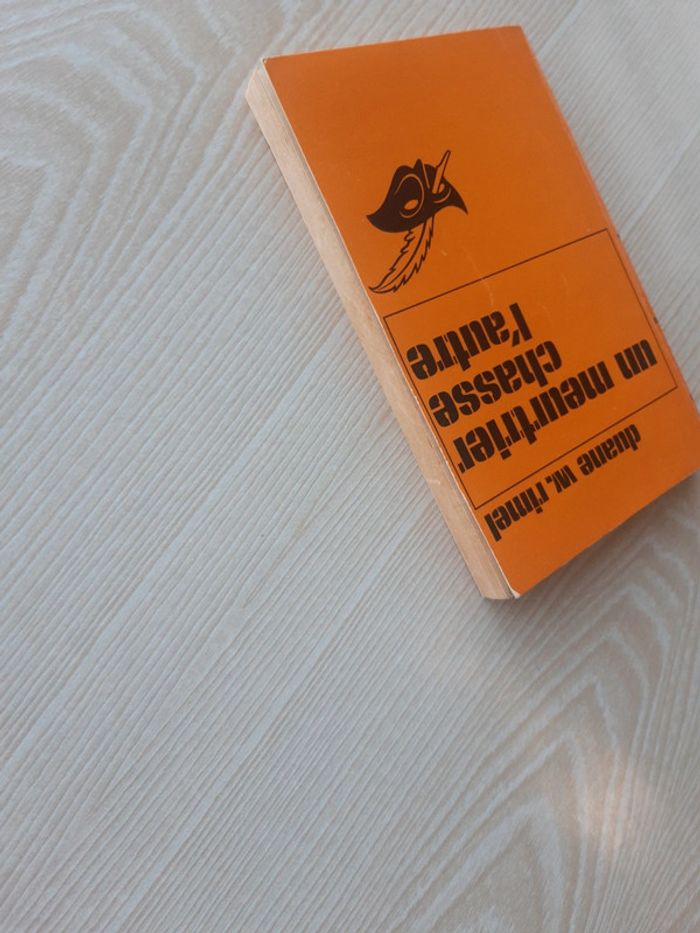 duane w. rimel
un meurtrier
chasse
l'autre